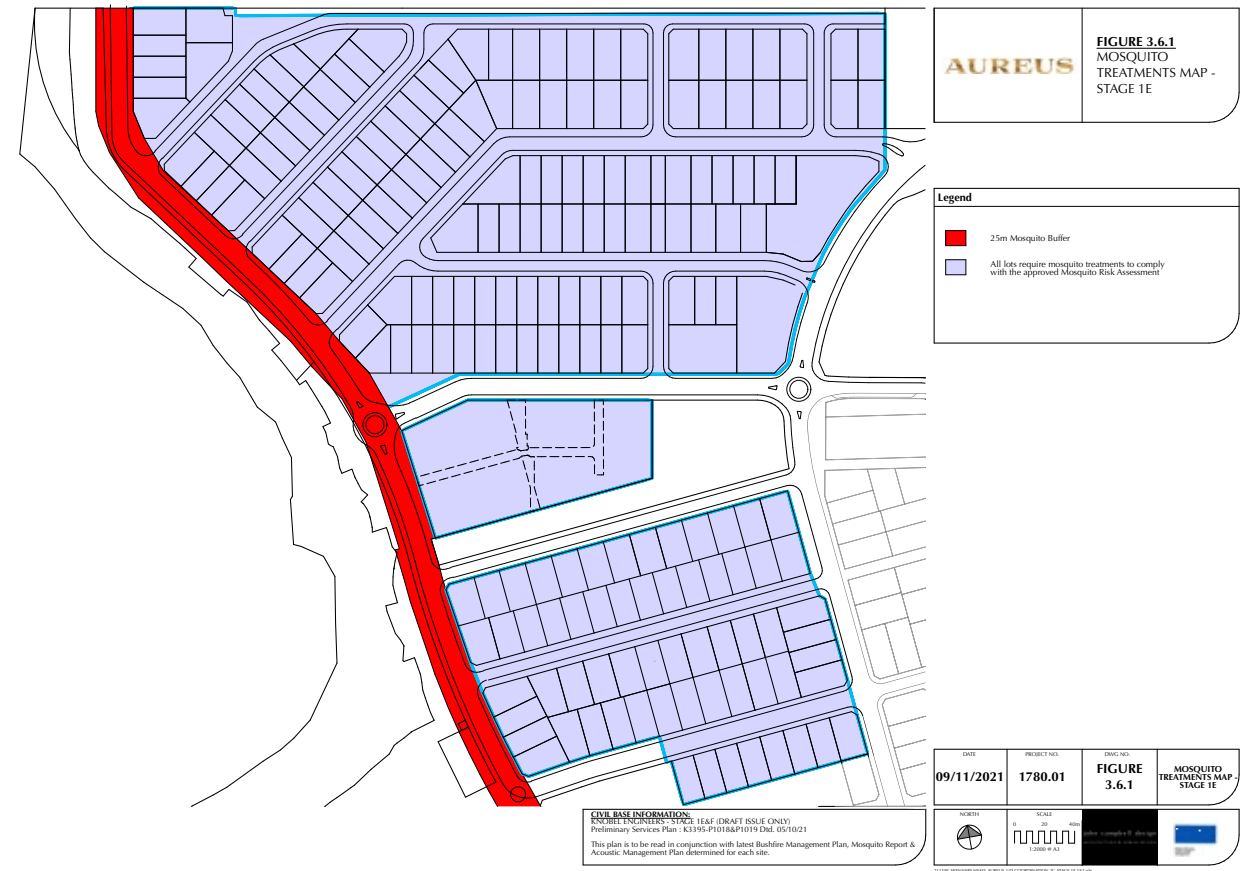 AUREUS
FIGURE 3.6.1
MOSQUITO
TREATMENTS MAP -
STAGE 1E
Legend
25m Mosquito Buffer
All lots require mosquito treatments to comply
with the approved Mosquito Risk Assessment
DATE
09/11/2021
PROJECT NO.
1780.01
DWG NO.
FIGURE
3.6.1
MOSQUITO
TREATMENTS MAP -
STAGE 1E
CIVIL BASE INFORMATION:
KNOBEL ENGINEERS - STAGE 1E&F (DRAFT ISSUE ONLY)
Preliminary Services Plan : K3395-P1018&P1019 Dtd. 05/10/21
This plan is to be read in conjunction with latest Bushfire Management Plan, Mosquito Report &
Acoustic Management Plan determined for each site.
NORTH
SCALE
0 20 40m
1:2000 @ A3
john campbell design